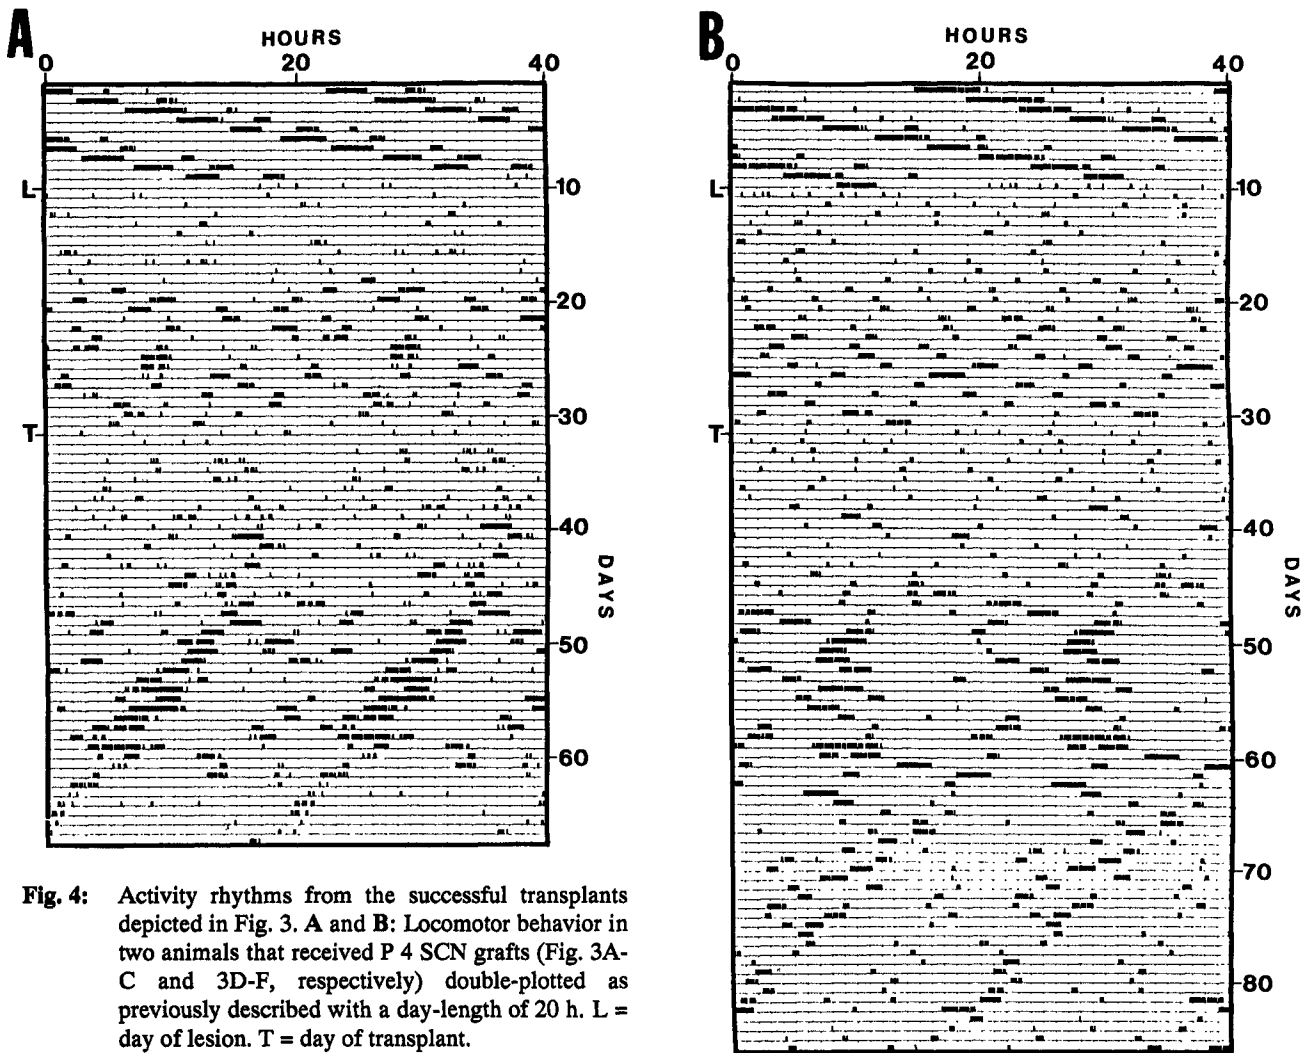 A
HOURS
0 20 40
L
T
10
20
30
40
50
60
DAYS
B
HOURS
0 20 40
L
T
10
20
30
40
50
60
70
80
DAYS
Fig. 4: Activity rhythms from the successful transplants
depicted in Fig. 3. A and B: Locomotor behavior in
two animals that received P 4 SCN grafts (Fig. 3A-
C and 3D-F, respectively) double-plotted as
previously described with a day-length of 20 h. L =
day of lesion. T = day of transplant.